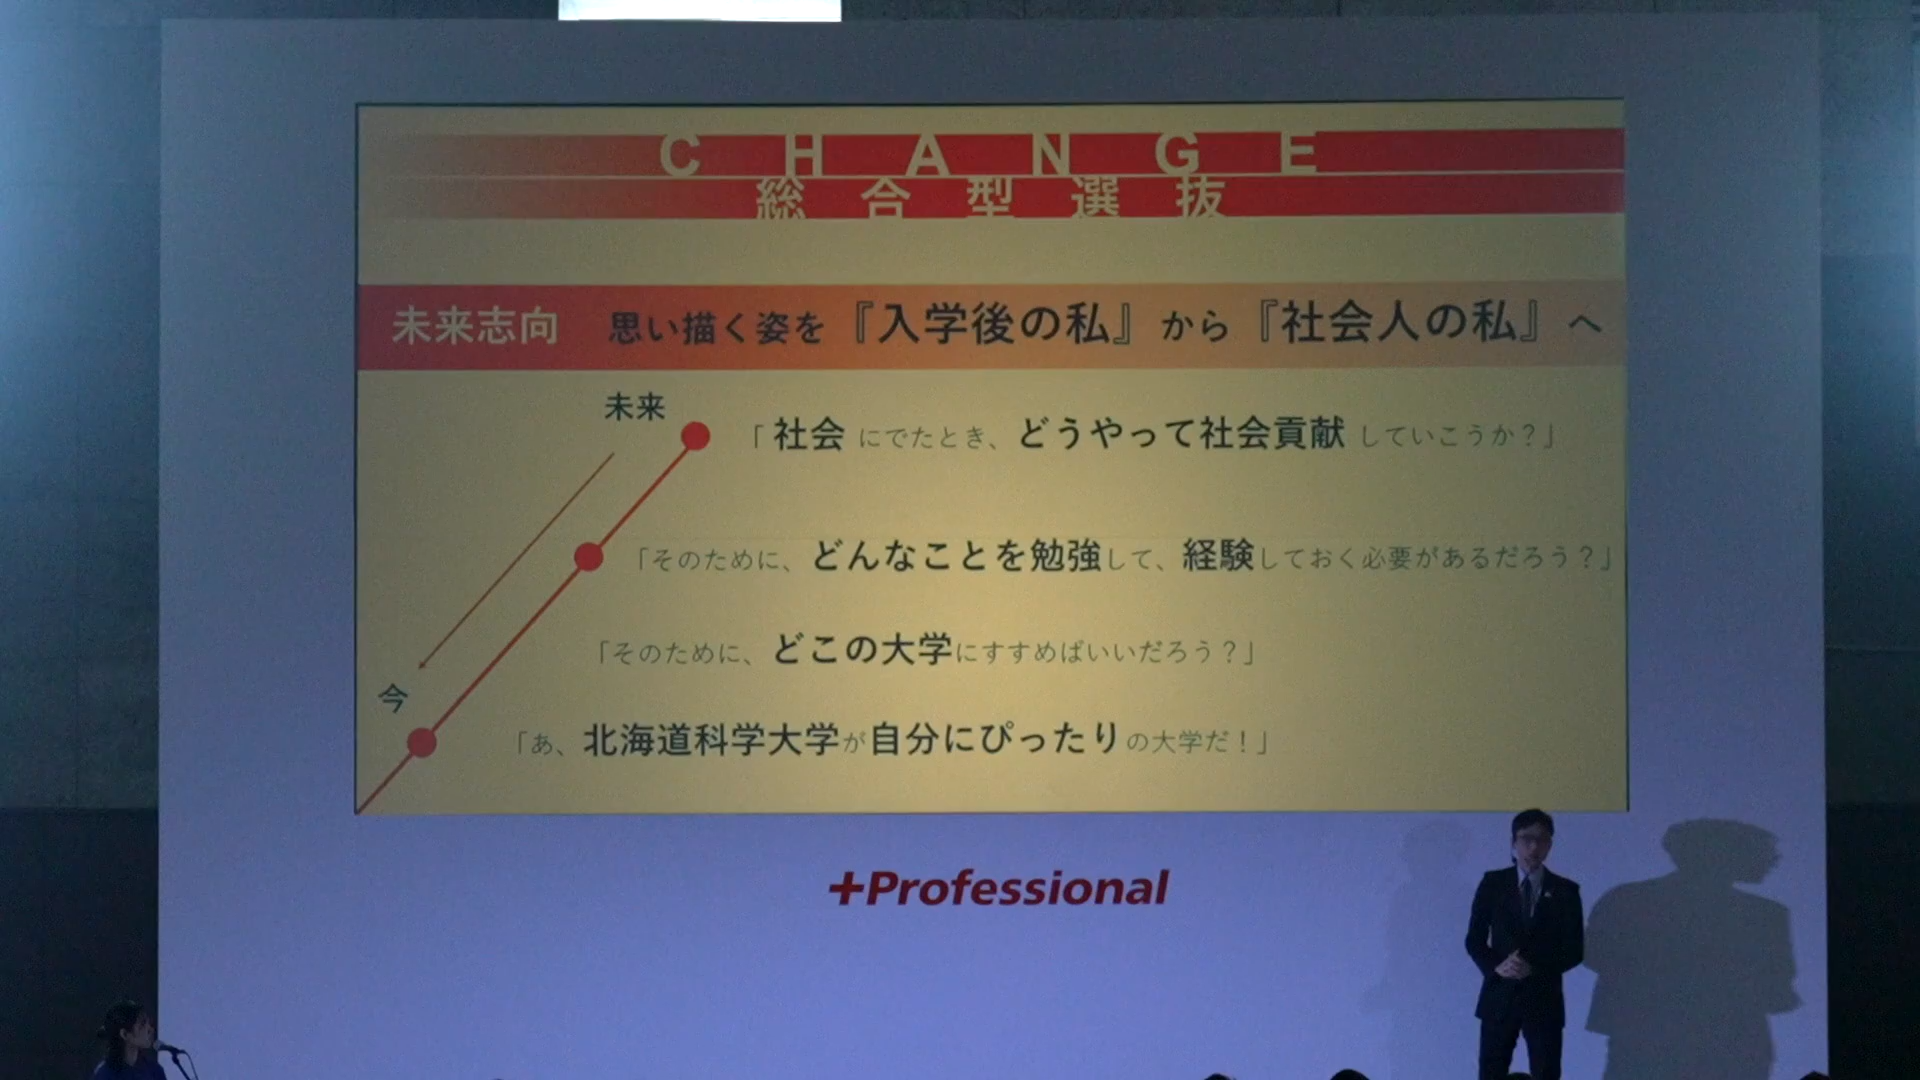 CHANGE
総合型選抜
未来志向 思い描く姿を『入学後の私』から『社会人の私』へ
未来
「社会にでたとき、どうやって社会貢献していこうか？」
「そのために、どんなことを勉強して、経験しておく必要があるだろう？」
「そのために、どこの大学にすすめばいいだろう？」
今
「あ、北海道科学大学が自分にぴったりの大学だ！」
+Professional